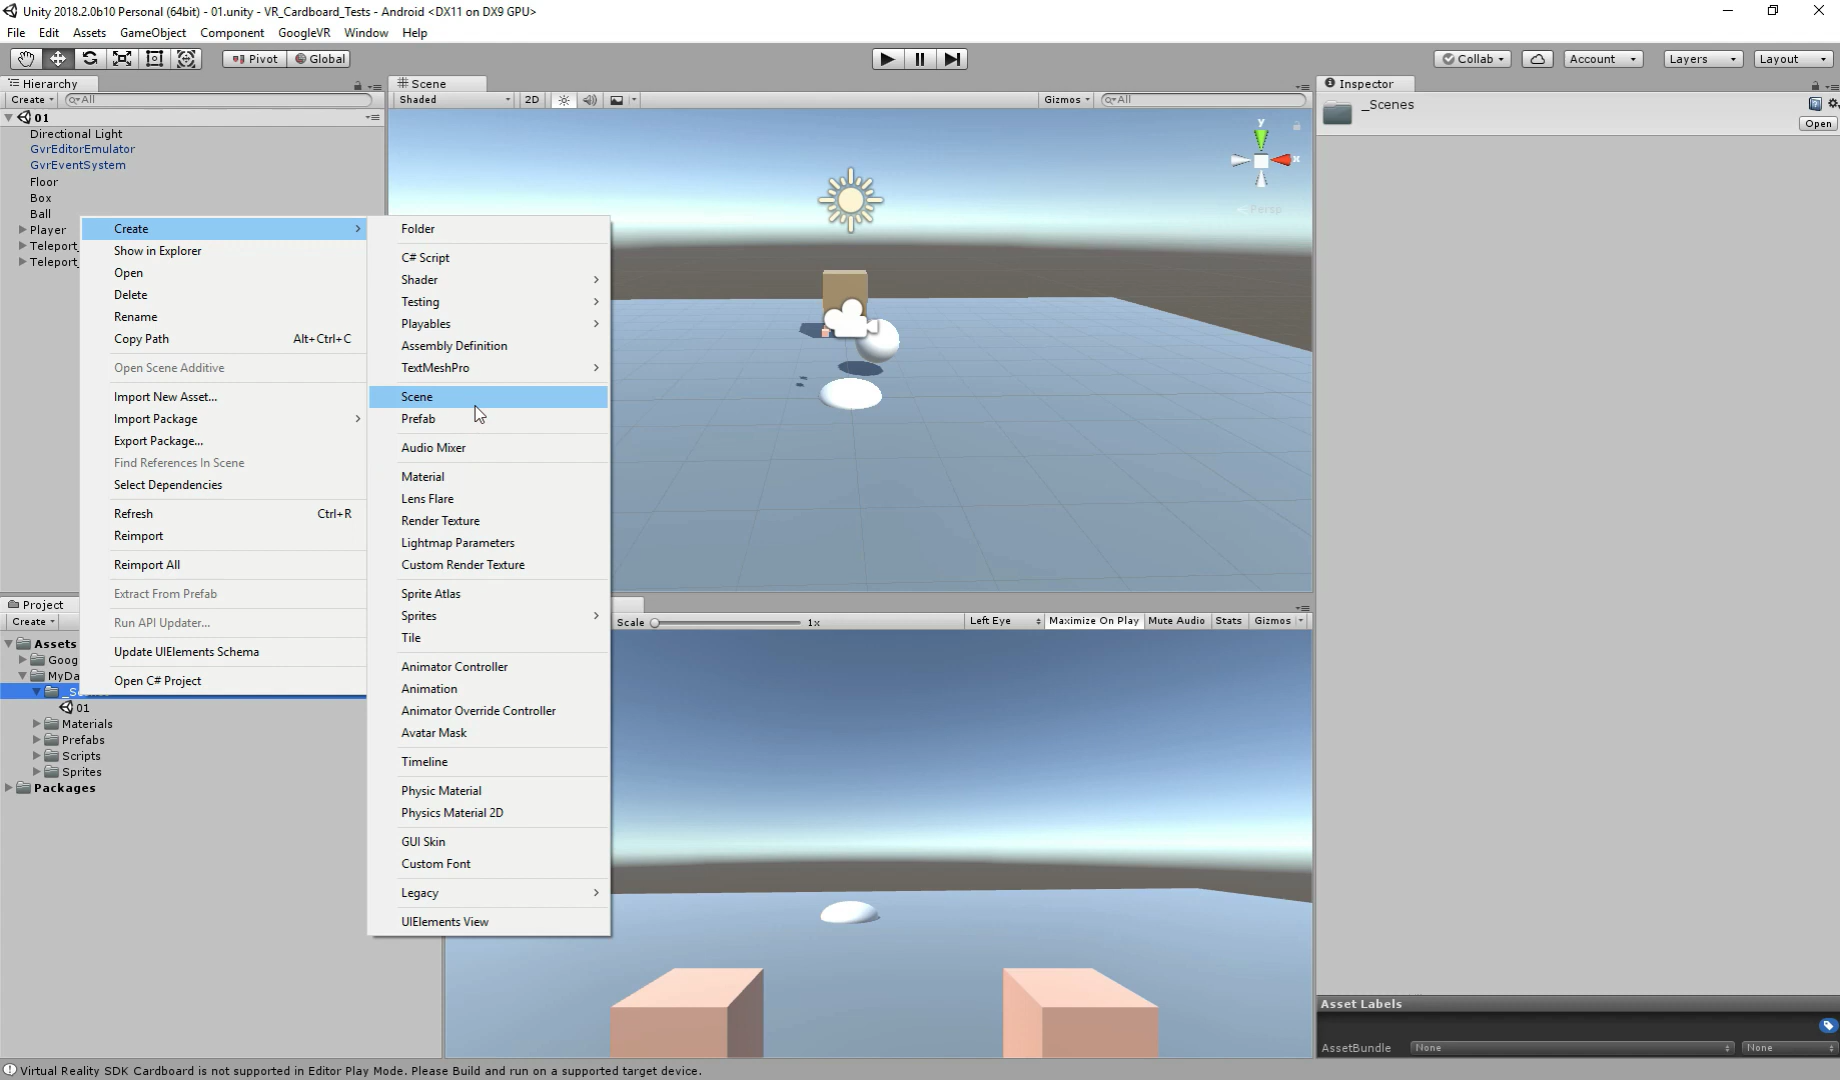 Unity 2018.2.0b10 Personal (64bit) - 01.unity - VR_Cardboard_Tests - Android <DX11 on DX9 GPU>
File Edit Assets GameObject Component GoogleVR Window Help
Pivot Global Collab Account Layers Layout
Hierarchy
Create All
01
Directional Light
GvrEditorEmulator
GvrEventSystem
Floor
Box
Ball
Player
Teleport_
Teleport_
Scene
Shaded 2D Gizmos All
y
x
Persp
Inspector
_Scenes
Open
Create
Show in Explorer
Open
Delete
Rename
Copy Path Alt+Ctrl+C
Open Scene Additive
Import New Asset...
Import Package
Export Package...
Find References In Scene
Select Dependencies
Refresh Ctrl+R
Reimport
Reimport All
Extract From Prefab
Run API Updater...
Update UIElements Schema
Open C# Project
Folder
C# Script
Shader
Testing
Playables
Assembly Definition
TextMeshPro
Scene
Prefab
Audio Mixer
Material
Lens Flare
Render Texture
Lightmap Parameters
Custom Render Texture
Sprite Atlas
Sprites
Tile
Animator Controller
Animation
Animator Override Controller
Avatar Mask
Timeline
Physic Material
Physics Material 2D
GUI Skin
Custom Font
Legacy
UIElements View
Project
Create
Assets
Goog
MyDa
01
Materials
Prefabs
Scripts
Sprites
Packages
Scale 1x Left Eye Maximize On Play Mute Audio Stats Gizmos
Asset Labels
AssetBundle None None
Virtual Reality SDK Cardboard is not supported in Editor Play Mode. Please Build and run on a supported target device.